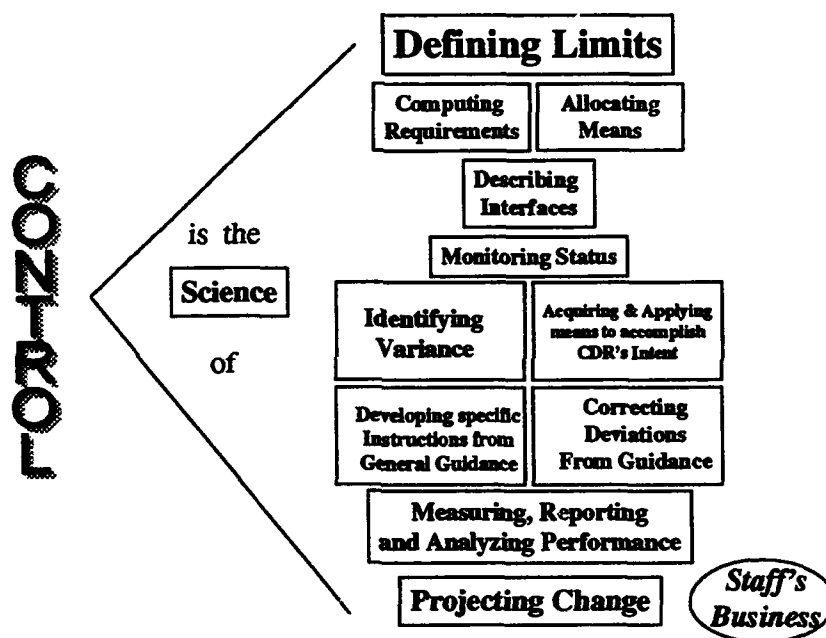 CONTROL
is the
Science
of
Defining Limits
Computing
Requirements
Allocating
Means
Describing
Interfaces
Monitoring Status
Identifying
Variance
Acquiring & Applying
means to accomplish
CDR's Intent
Developing specific
Instructions from
General Guidance
Correcting
Deviations
From Guidance
Measuring, Reporting
and Analyzing Performance
Projecting Change
Staff's
Business